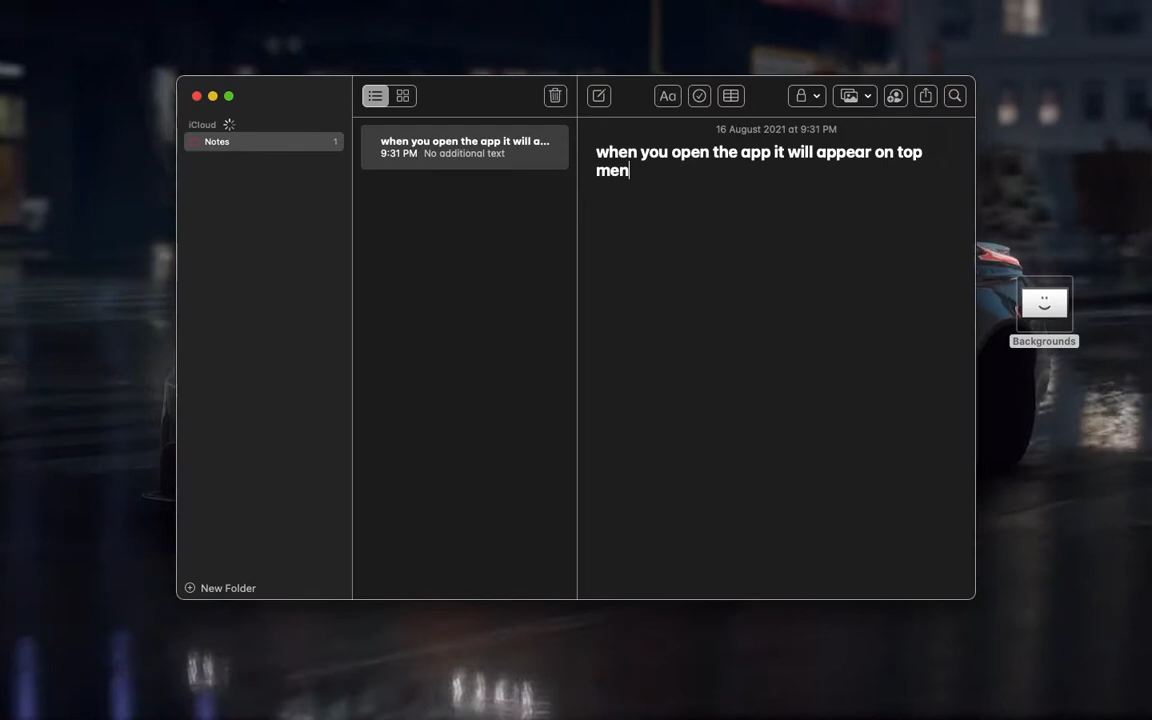 iCloud
Notes 1
New Folder
when you open the app it will a...
9:31 PM No additional text
Aa
16 August 2021 at 9:31 PM
when you open the app it will appear on top
men
Backgrounds